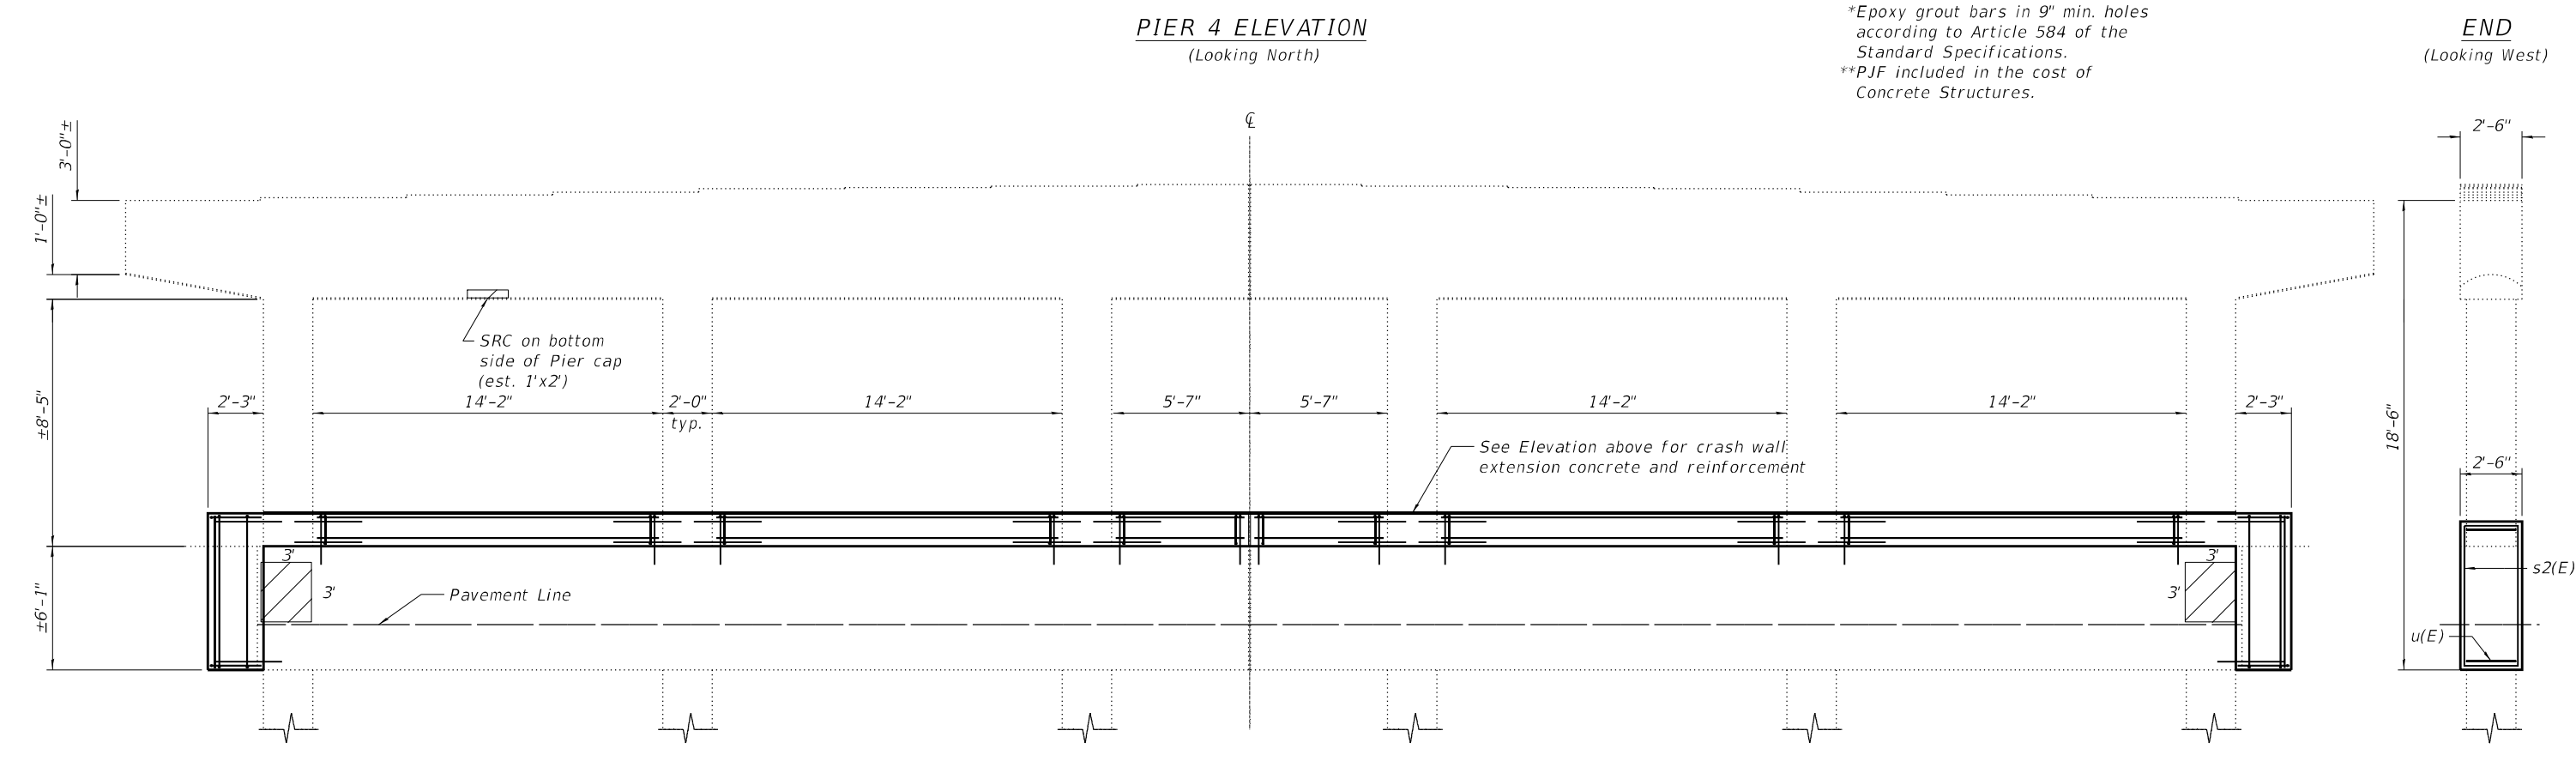 PIER 4 ELEVATION
(Looking North)
*Epoxy grout bars in 9" min. holes
according to Article 584 of the
Standard Specifications.
**PJF included in the cost of
Concrete Structures.
END
(Looking West)
℄
3'-0"±
1'-0"±
±8'-5"
±6'-1"
SRC on bottom
side of Pier cap
(est. 1'x2')
2'-3"
14'-2"
2'-0"
typ.
14'-2"
5'-7"
5'-7"
14'-2"
14'-2"
2'-3"
See Elevation above for crash wall
extension concrete and reinforcement
3'
3'
Pavement Line
3'
3'
2'-6"
18'-6"
2'-6"
s2(E)
u(E)